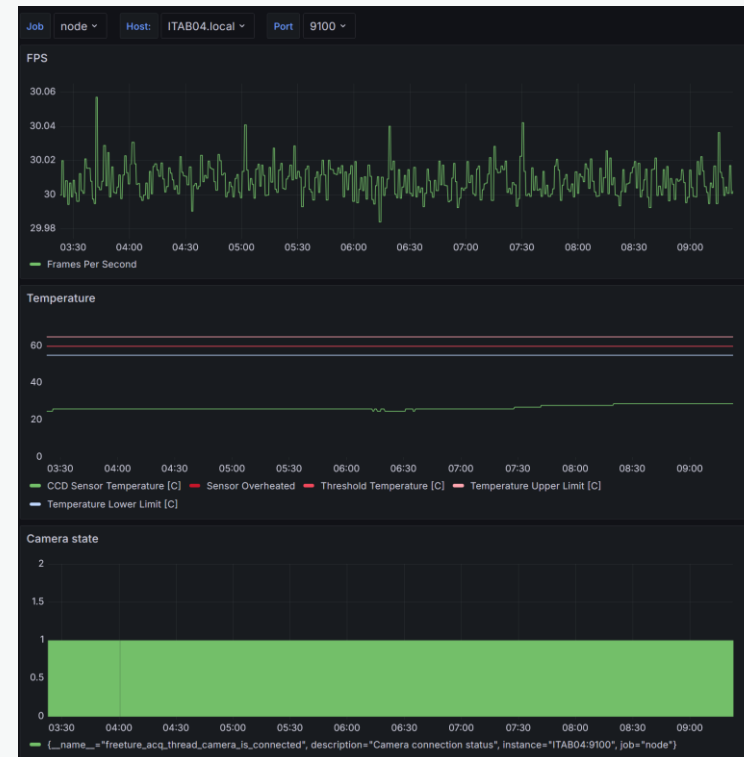 Job node Host: ITAB04.local Port 9100
FPS
30.06
30.04
30.02
30
29.98
03:30 04:00 04:30 05:00 05:30 06:00 06:30 07:00 07:30 08:00 08:30 09:00
Frames Per Second
Temperature
60
40
20
0
03:30 04:00 04:30 05:00 05:30 06:00 06:30 07:00 07:30 08:00 08:30 09:00
CCD Sensor Temperature [C] Sensor Overheated Threshold Temperature [C] Temperature Upper Limit [C]
Temperature Lower Limit [C]
Camera state
2
1.5
1
0.5
0
03:30 04:00 04:30 05:00 05:30 06:00 06:30 07:00 07:30 08:00 08:30 09:00
{__name__="freeture_acq_thread_camera_is_connected", description="Camera connection status", instance="ITAB04:9100", job="node"}